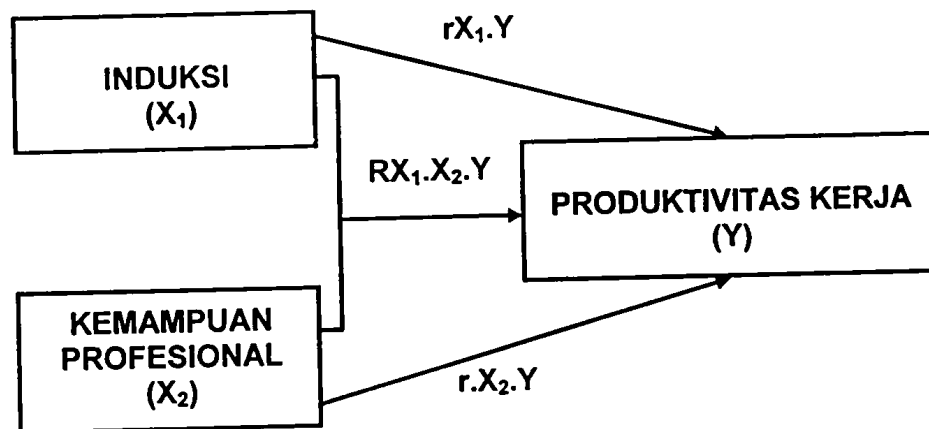 rX₁.Y
INDUKSI
(X₁)
RX₁.X₂.Y
PRODUKTIVITAS KERJA
(Y)
KEMAMPUAN
PROFESIONAL
(X₂)
r.X₂.Y